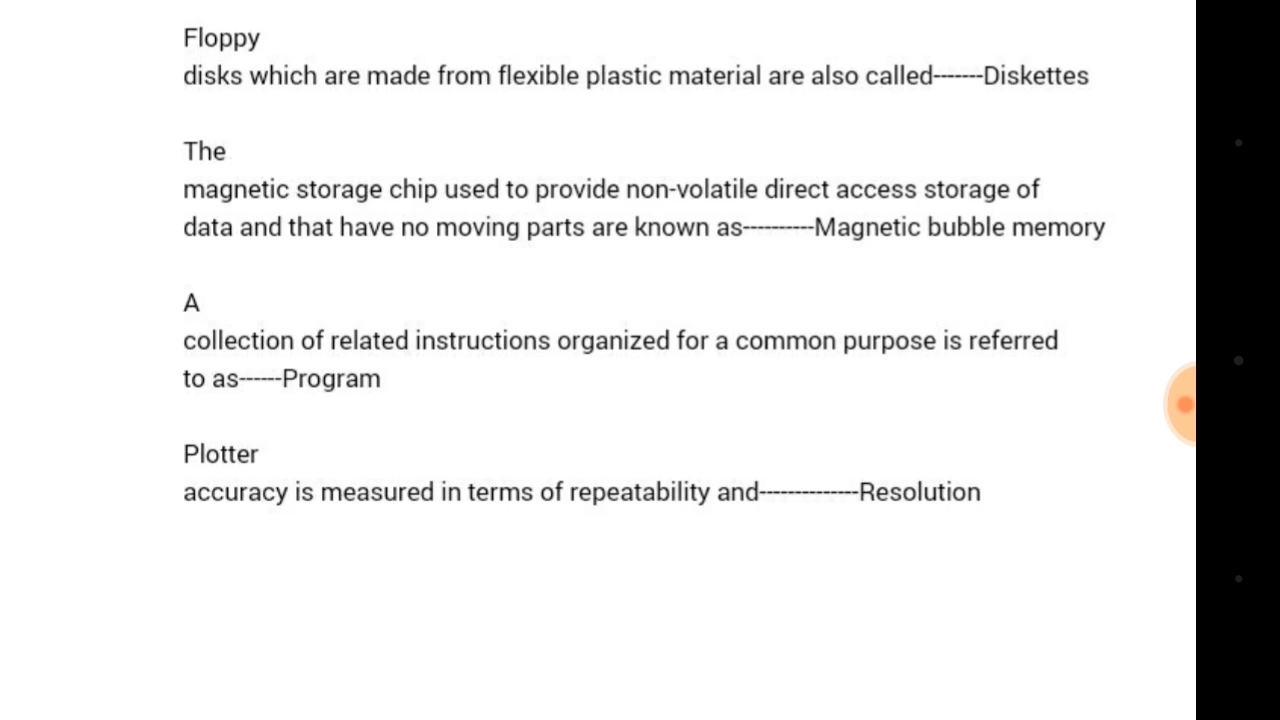 Floppy
disks which are made from flexible plastic material are also called-------Diskettes
The
magnetic storage chip used to provide non-volatile direct access storage of
data and that have no moving parts are known as----------Magnetic bubble memory
A
collection of related instructions organized for a common purpose is referred
to as------Program
Plotter
accuracy is measured in terms of repeatability and--------------Resolution